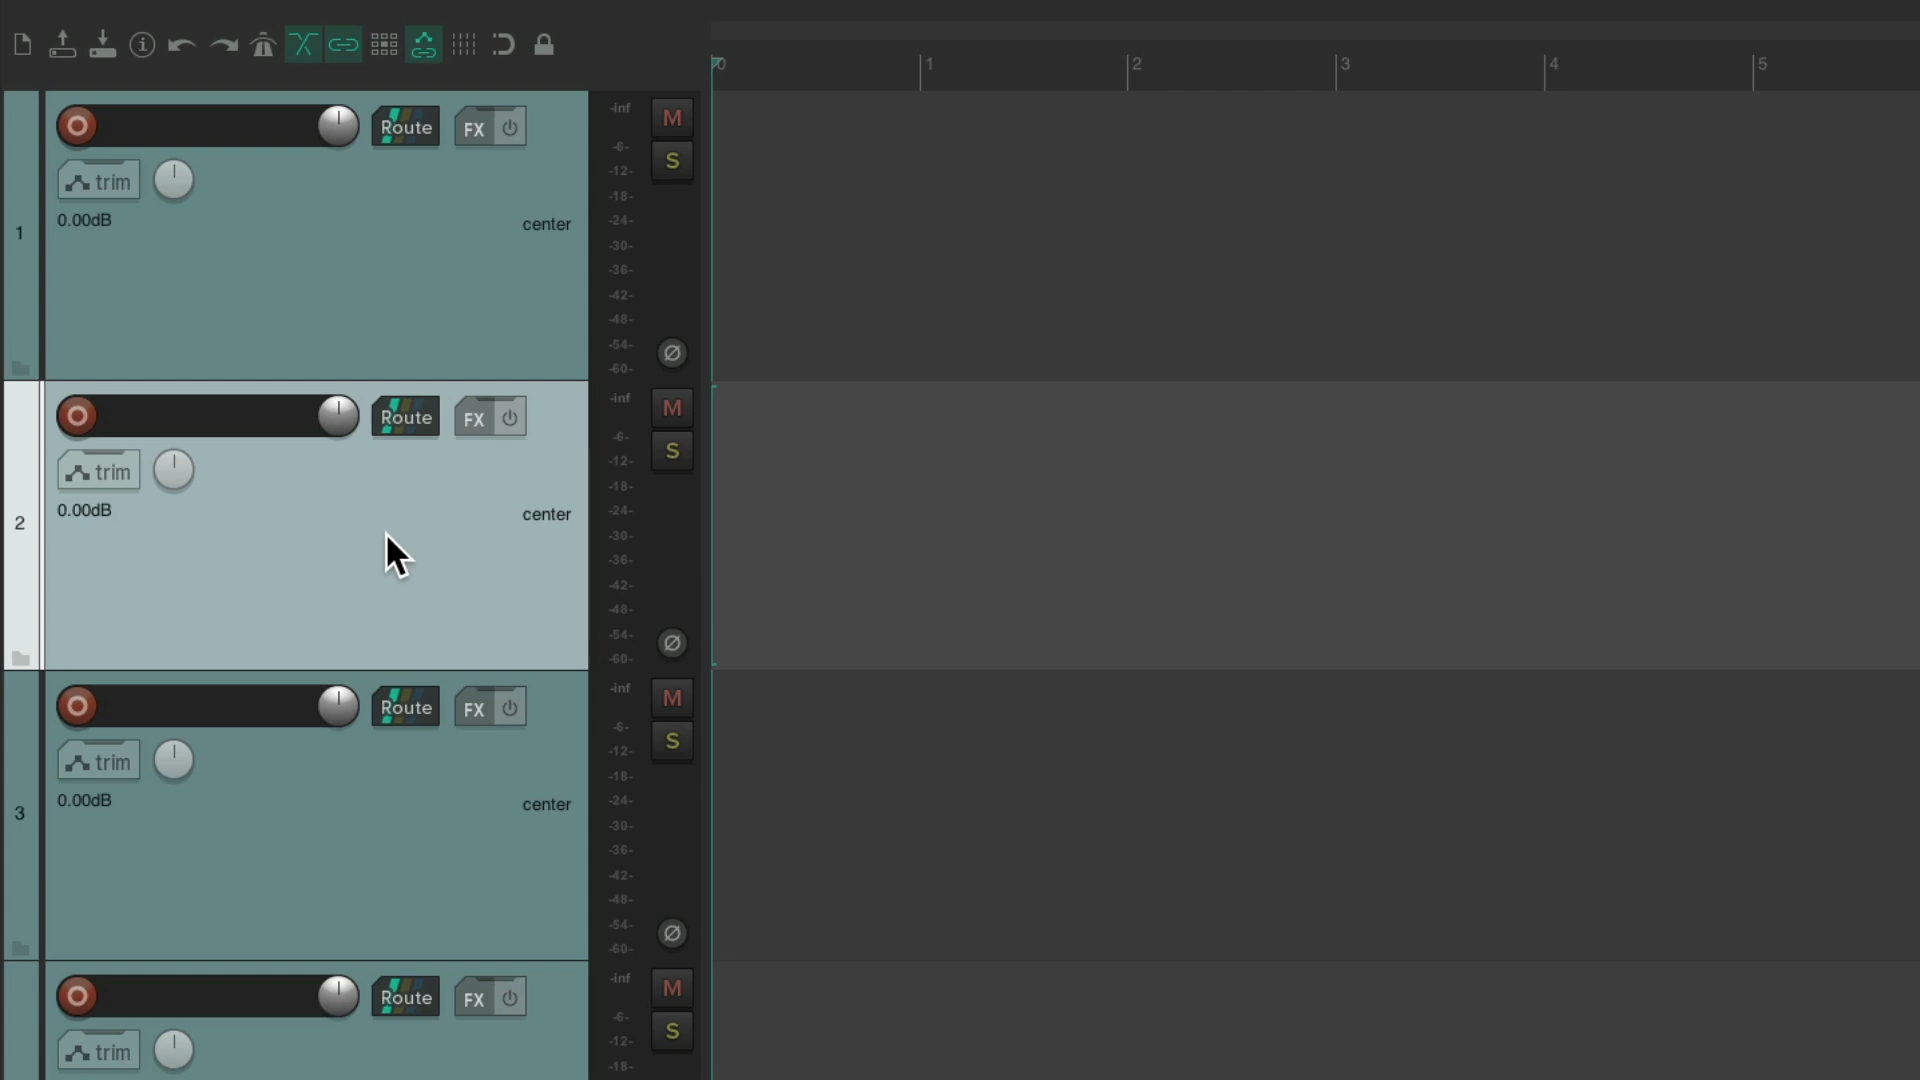 0 1 2 3 4 5
1
Route FX
trim
0.00dB center
-inf
-6-
-12-
-18-
-24-
-30-
-36-
-42-
-48-
-54-
-60-
M
S
2
Route FX
trim
0.00dB center
-inf
-6-
-12-
-18-
-24-
-30-
-36-
-42-
-48-
-54-
-60-
M
S
3
Route FX
trim
0.00dB center
-inf
-6-
-12-
-18-
-24-
-30-
-36-
-42-
-48-
-54-
-60-
M
S
Route FX
trim
-inf
-6-
-12-
-18-
M
S